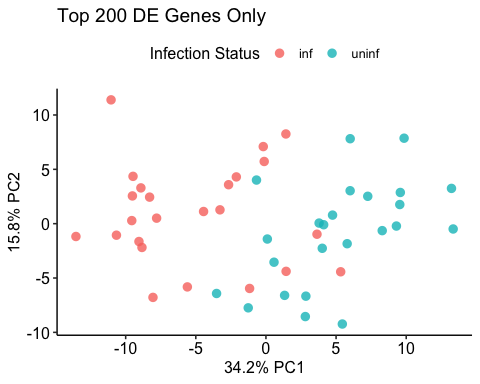 Top 200 DE Genes Only
Infection Status inf uninf
10
5
0
-5
-10
15.8% PC2
-10 -5 0 5 10
34.2% PC1